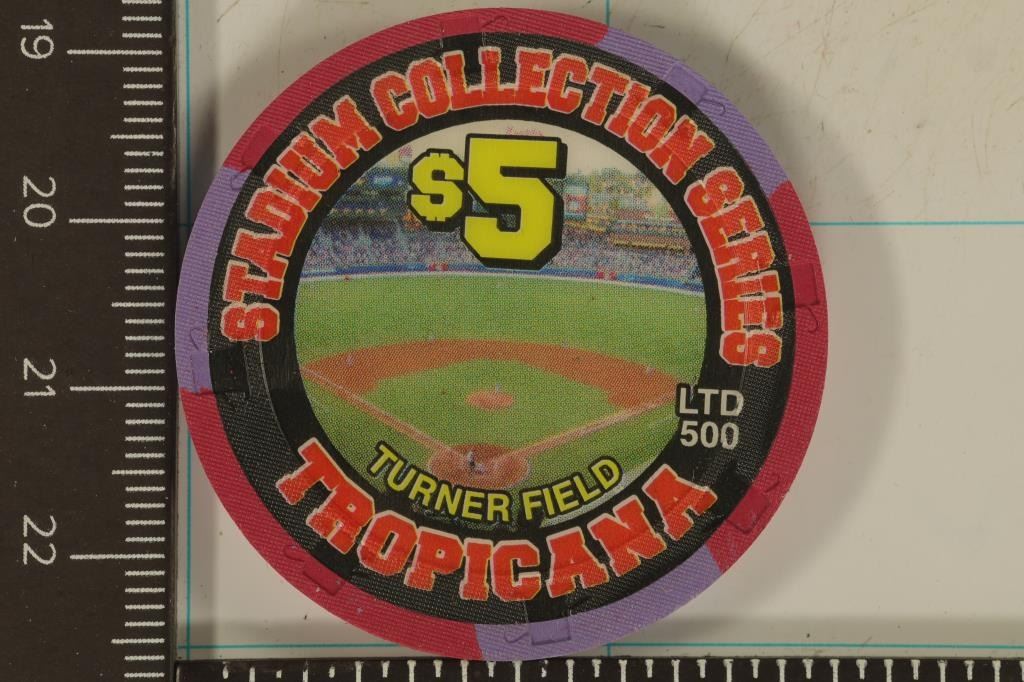 STADIUM COLLECTION SERIES
$5
LTD
500
TURNER FIELD
TROPICANA
19
20
21
22